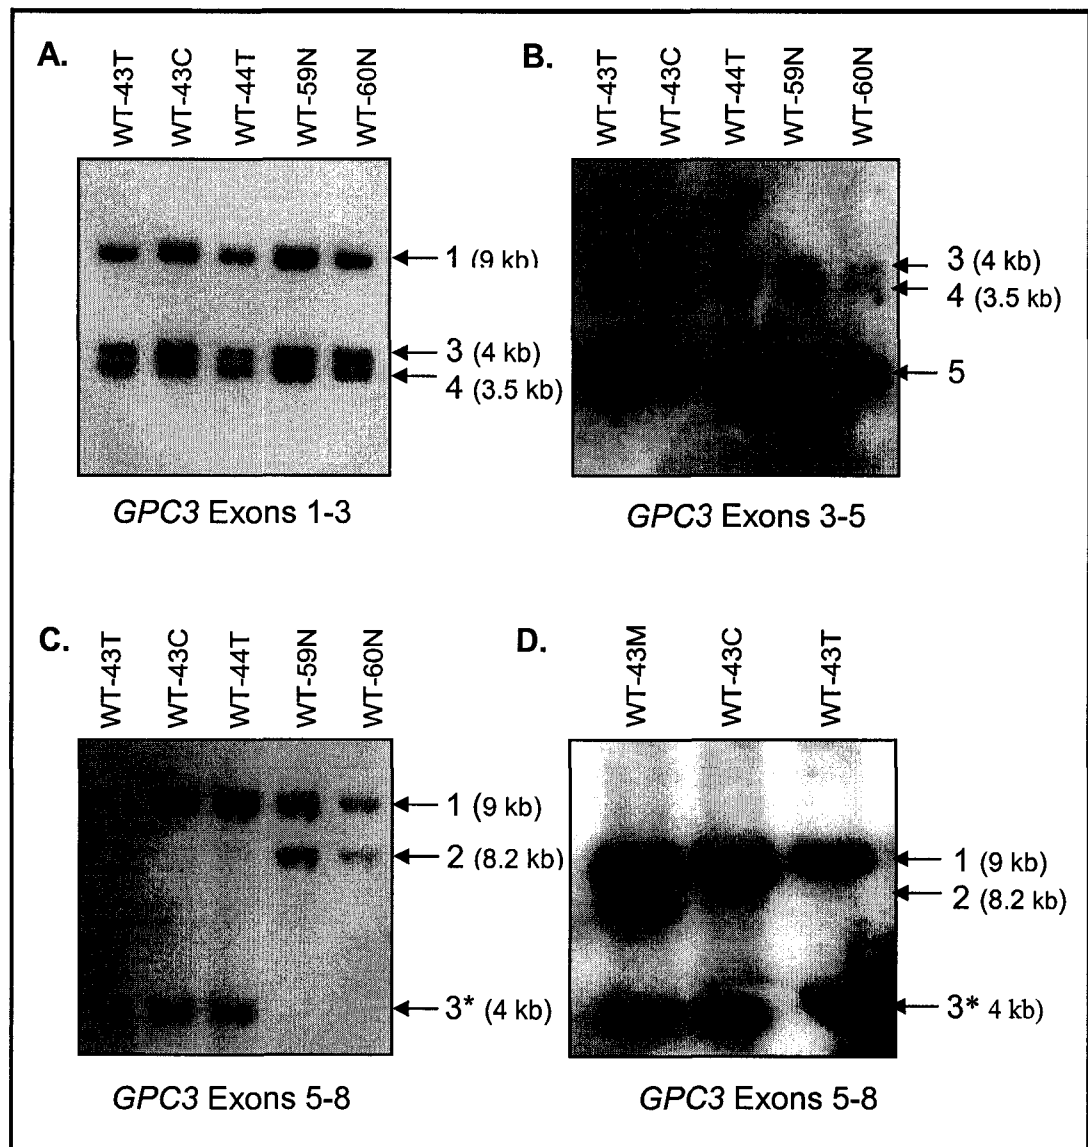 A.
WT-43T
WT-43C
WT-44T
WT-59N
WT-60N
1 (9 kb)
3 (4 kb)
4 (3.5 kb)
GPC3 Exons 1-3
B.
WT-43T
WT-43C
WT-44T
WT-59N
WT-60N
3 (4 kb)
4 (3.5 kb)
5
GPC3 Exons 3-5
C.
WT-43T
WT-43C
WT-44T
WT-59N
WT-60N
1 (9 kb)
2 (8.2 kb)
3* (4 kb)
GPC3 Exons 5-8
D.
WT-43M
WT-43C
WT-43T
1 (9 kb)
2 (8.2 kb)
3* 4 kb)
GPC3 Exons 5-8